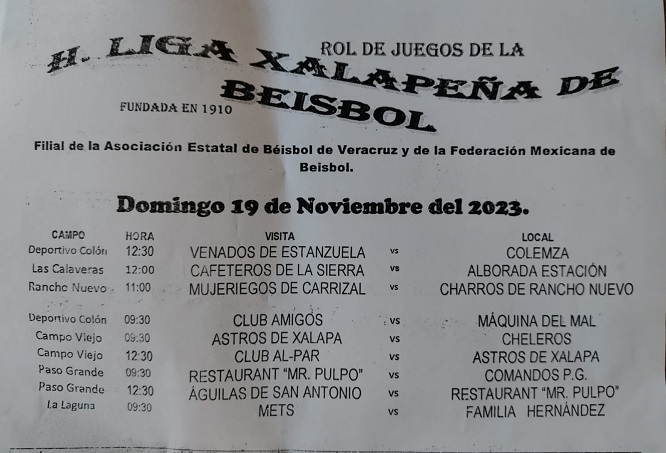 ROL DE JUEGOS DE LA
H. LIGA XALAPEÑA DE
BEISBOL
FUNDADA EN 1910
Filial de la Asociación Estatal de Béisbol de Veracruz y de la Federación Mexicana de
Beisbol.
Domingo 19 de Noviembre del 2023.
CAMPO HORA VISITA LOCAL
Deportivo Colón 12:30 VENADOS DE ESTANZUELA vs COLEMZA
Las Calaveras 12:00 CAFETEROS DE LA SIERRA vs ALBORADA ESTACIÓN
Rancho Nuevo 11:00 MUJERIEGOS DE CARRIZAL vs CHARROS DE RANCHO NUEVO
Deportivo Colón 09:30 CLUB AMIGOS vs MÁQUINA DEL MAL
Campo Viejo 09:30 ASTROS DE XALAPA vs CHELEROS
Campo Viejo 12:30 CLUB AL-PAR vs ASTROS DE XALAPA
Paso Grande 09:30 RESTAURANT “MR. PULPO” vs COMANDOS P.G.
Paso Grande 12:30 ÁGUILAS DE SAN ANTONIO vs RESTAURANT “MR. PULPO”
La Laguna 09:30 METS vs FAMILIA HERNÁNDEZ